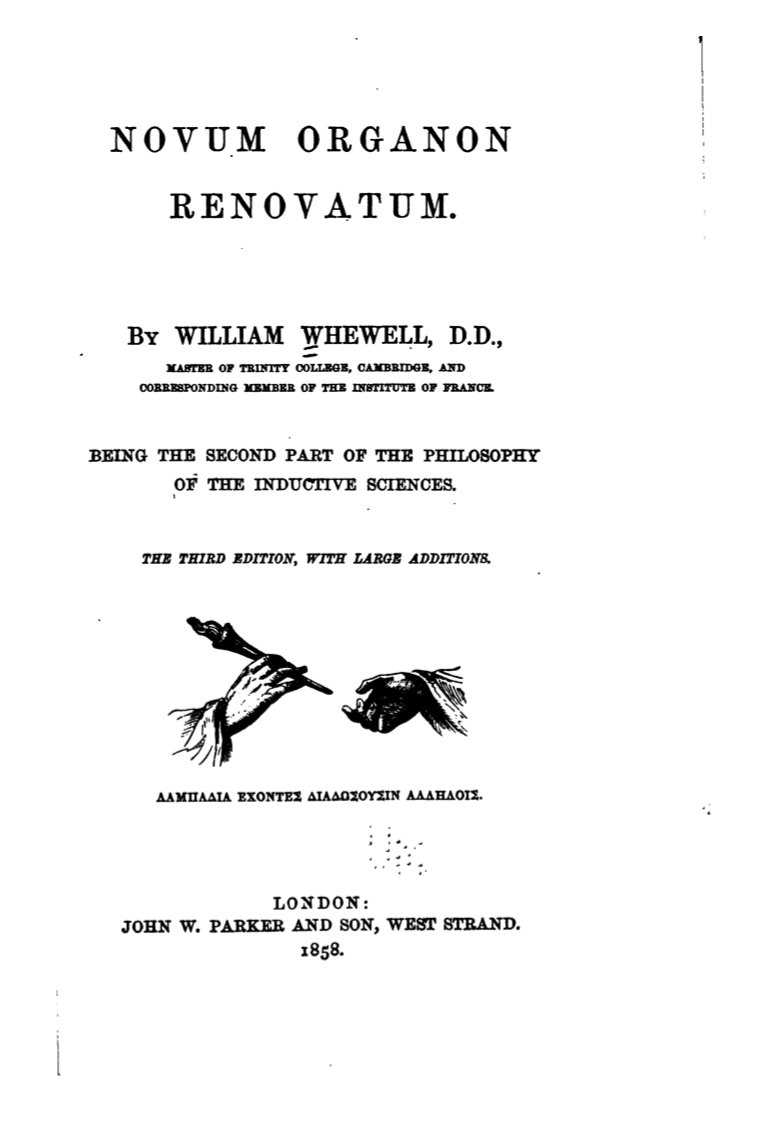 NOVUM ORGANON
RENOVATUM.
BY WILLIAM WHEWELL, D.D.,
MASTER OF TRINITY COLLEGE, CAMBRIDGE, AND
CORRESPONDING MEMBER OF THE INSTITUTE OF FRANCE.
BEING THE SECOND PART OF THE PHILOSOPHY
OF THE INDUCTIVE SCIENCES.
THE THIRD EDITION, WITH LARGE ADDITIONS.
ΛΑΜΠΑΔΙΑ ΕΧΟΝΤΕΣ ΔΙΑΔΩΣΟΥΣΙΝ ΑΛΛΗΛΟΙΣ.
LONDON:
JOHN W. PARKER AND SON, WEST STRAND.
1858.